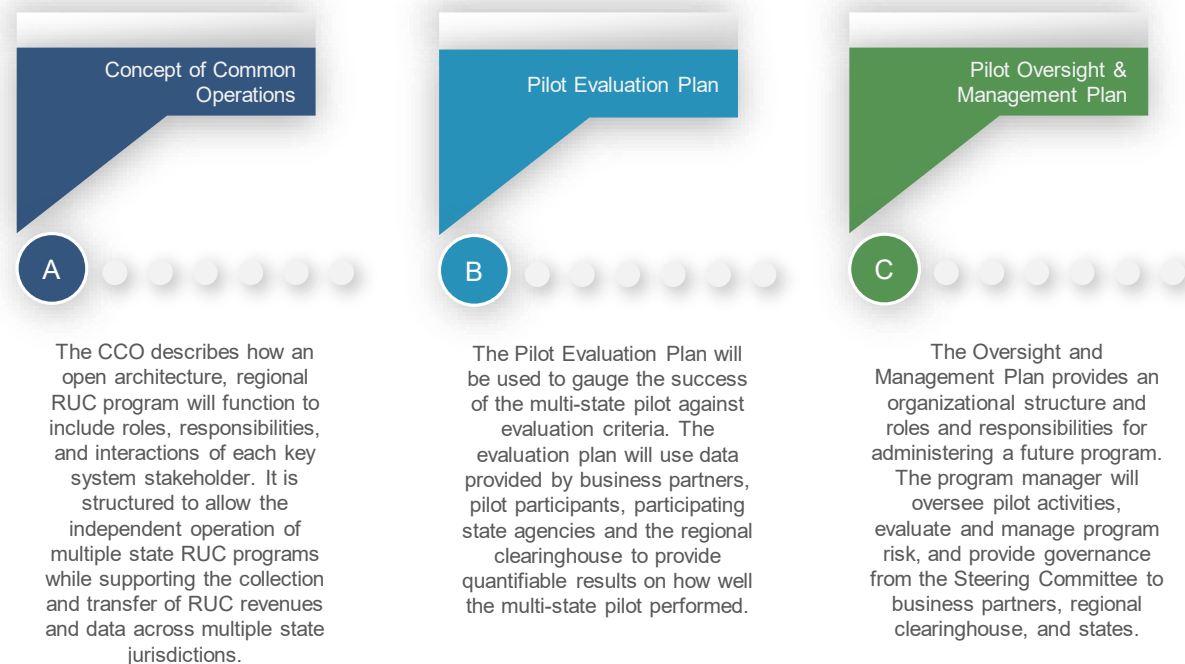 Concept of Common
Operations
A
The CCO describes how an
open architecture, regional
RUC program will function to
include roles, responsibilities,
and interactions of each key
system stakeholder. It is
structured to allow the
independent operation of
multiple state RUC programs
while supporting the collection
and transfer of RUC revenues
and data across multiple state
jurisdictions.
Pilot Evaluation Plan
B
The Pilot Evaluation Plan will
be used to gauge the success
of the multi-state pilot against
evaluation criteria. The
evaluation plan will use data
provided by business partners,
pilot participants, participating
state agencies and the regional
clearinghouse to provide
quantifiable results on how well
the multi-state pilot performed.
Pilot Oversight &
Management Plan
C
The Oversight and
Management Plan provides an
organizational structure and
roles and responsibilities for
administering a future program.
The program manager will
oversee pilot activities,
evaluate and manage program
risk, and provide governance
from the Steering Committee to
business partners, regional
clearinghouse, and states.